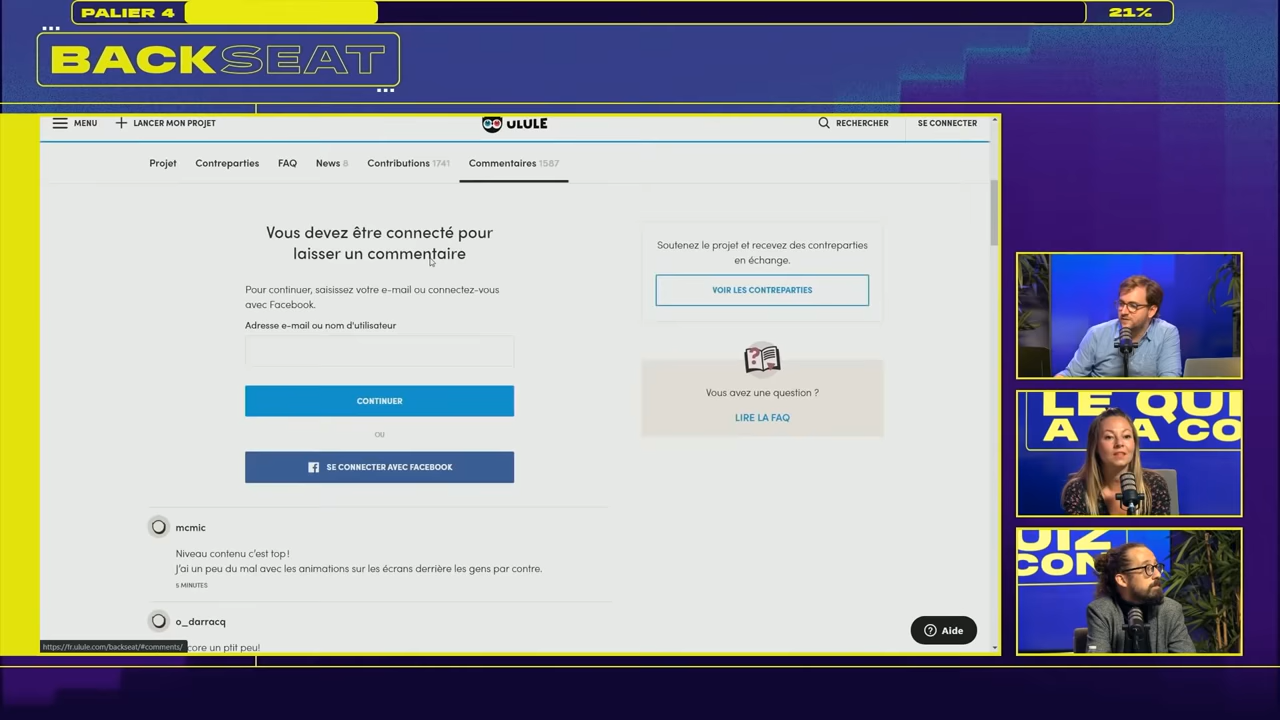 PALIER 4
21%
BACKSEAT
MENU
LANCER MON PROJET
ULULE
RECHERCHER
SE CONNECTER
Projet
Contreparties
FAQ
News 8
Contributions 1741
Commentaires 1587
Vous devez être connecté pour
laisser un commentaire
Pour continuer, saisissez votre e-mail ou connectez-vous
avec Facebook.
Adresse e-mail ou nom d'utilisateur
CONTINUER
OU
SE CONNECTER AVEC FACEBOOK
Soutenez le projet et recevez des contreparties
en échange.
VOIR LES CONTREPARTIES
Vous avez une question ?
LIRE LA FAQ
mcmic
Niveau contenu c'est top !
J'ai un peu du mal avec les animations sur les écrans derrière les gens par contre.
5 MINUTES
o_darracq
core un ptit peu!
https://fr.ulule.com/backseat/#comments/
Aide
LE QUI
A LA CO
UIZ
CON